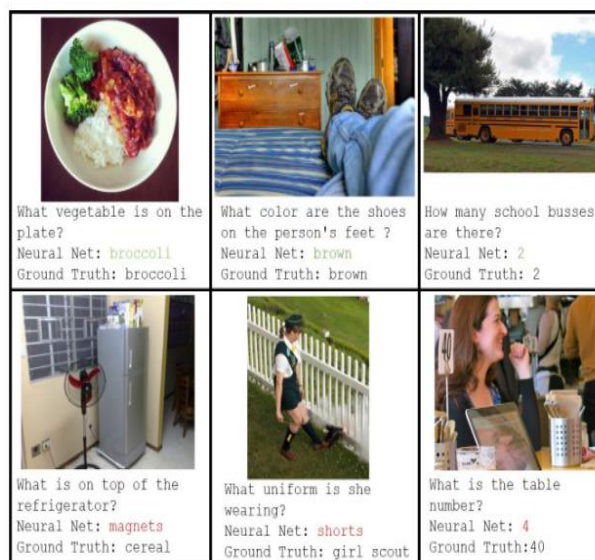 What vegetable is on the
plate?
Neural Net: broccoli
Ground Truth: broccoli
What color are the shoes
on the person's feet ?
Neural Net: brown
Ground Truth: brown
How many school busses
are there?
Neural Net: 2
Ground Truth: 2
What is on top of the
refrigerator?
Neural Net: magnets
Ground Truth: cereal
What uniform is she
wearing?
Neural Net: shorts
Ground Truth: girl scout
40
What is the table
number?
Neural Net: 4
Ground Truth:40